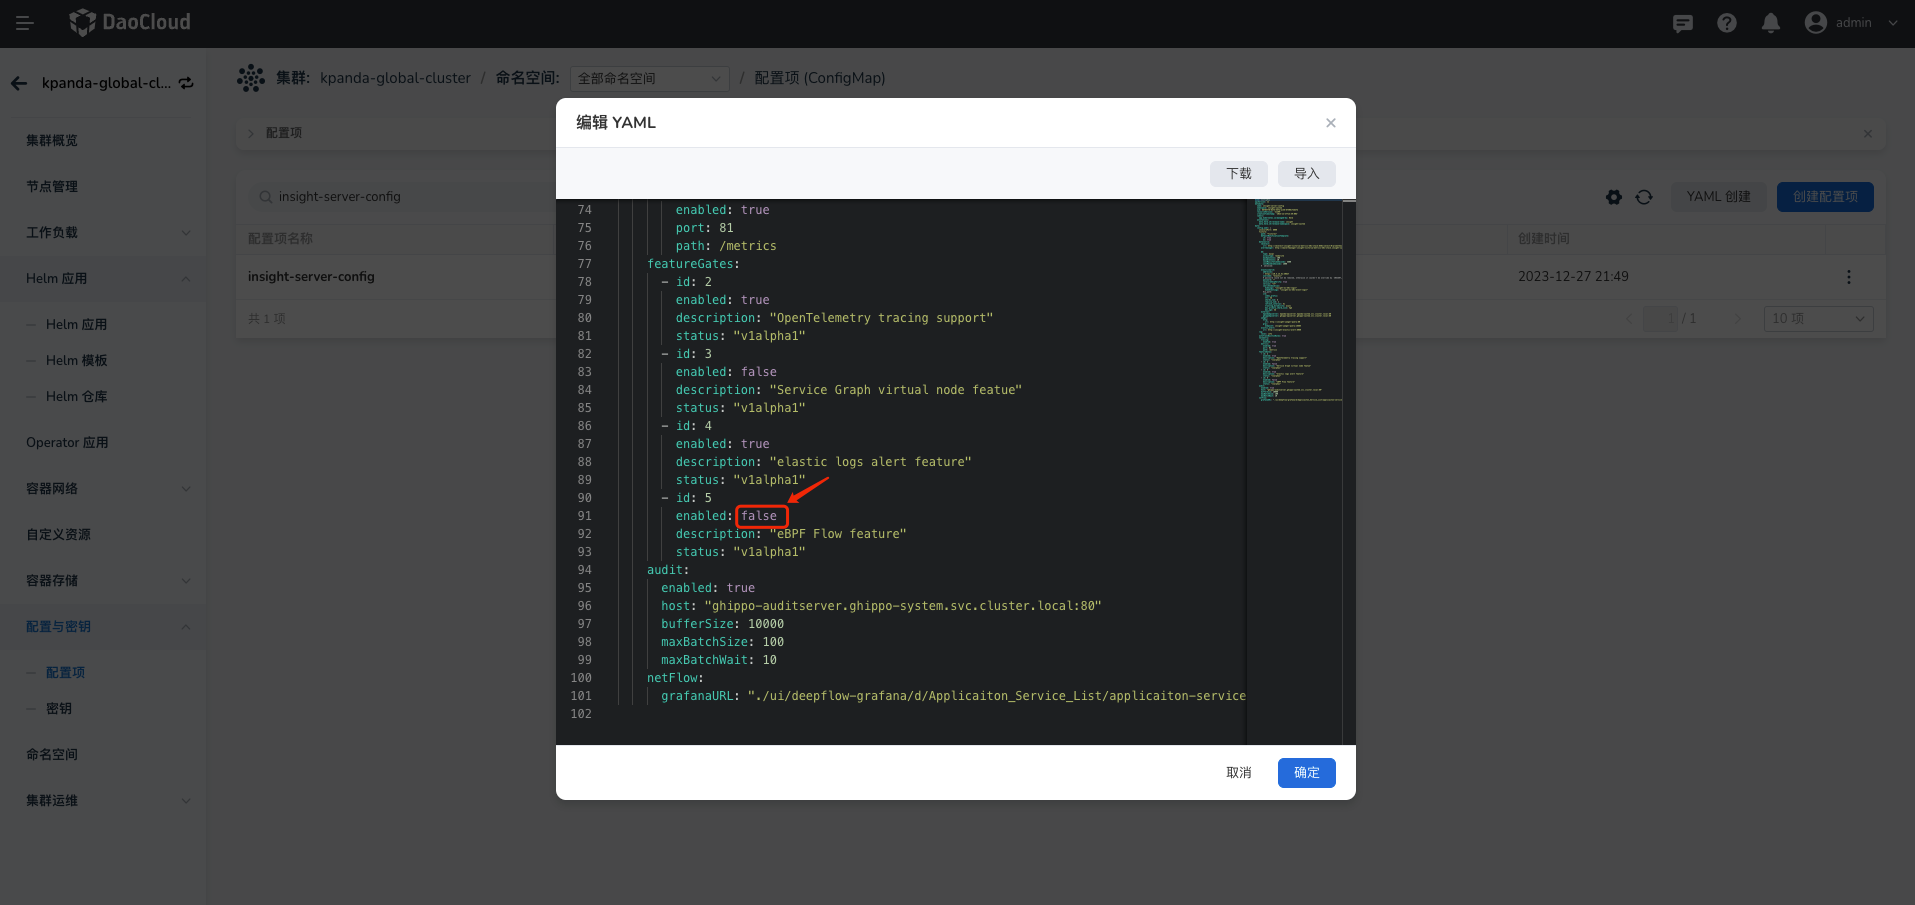 DaoCloud
admin
kpanda-global-cl...
集群: kpanda-global-cluster / 命名空间: 全部命名空间 / 配置项 (ConfigMap)
集群概览
节点管理
工作负载
Helm 应用
Helm 应用
Helm 模板
Helm 仓库
Operator 应用
容器网络
自定义资源
容器存储
配置与密钥
配置项
密钥
命名空间
集群运维
配置项
insight-server-config
YAML 创建
创建配置项
配置项名称
创建时间
insight-server-config
2023-12-27 21:49
共 1 项
1 / 1
10 项
编辑 YAML
下载
导入
74 enabled: true
75 port: 81
76 path: /metrics
77 featureGates:
78 - id: 2
79 enabled: true
80 description: "OpenTelemetry tracing support"
81 status: "v1alpha1"
82 - id: 3
83 enabled: false
84 description: "Service Graph virtual node featue"
85 status: "v1alpha1"
86 - id: 4
87 enabled: true
88 description: "elastic logs alert feature"
89 status: "v1alpha1"
90 - id: 5
91 enabled: false
92 description: "eBPF Flow feature"
93 status: "v1alpha1"
94 audit:
95 enabled: true
96 host: "ghippo-auditserver.ghippo-system.svc.cluster.local:80"
97 bufferSize: 10000
98 maxBatchSize: 100
99 maxBatchWait: 10
100 netFlow:
101 grafanaURL: "./ui/deepflow-grafana/d/Applicaiton_Service_List/applicaiton-service
102
取消
确定